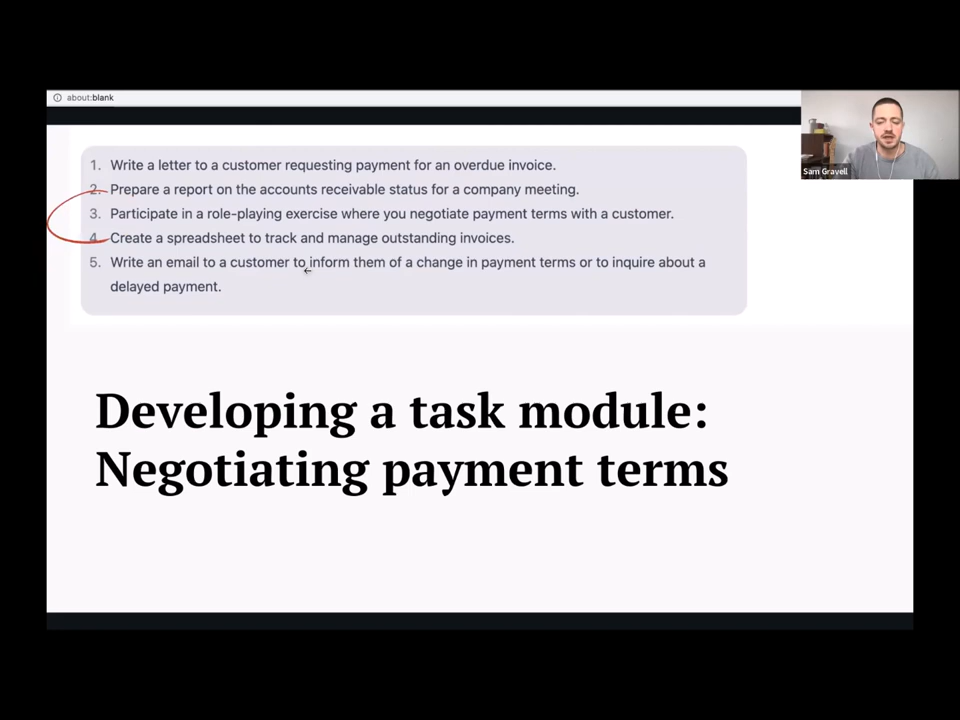 about:blank
Sam Gravell
1. Write a letter to a customer requesting payment for an overdue invoice.
2. Prepare a report on the accounts receivable status for a company meeting.
3. Participate in a role-playing exercise where you negotiate payment terms with a customer.
4. Create a spreadsheet to track and manage outstanding invoices.
5. Write an email to a customer to inform them of a change in payment terms or to inquire about a
delayed payment.
Developing a task module:
Negotiating payment terms